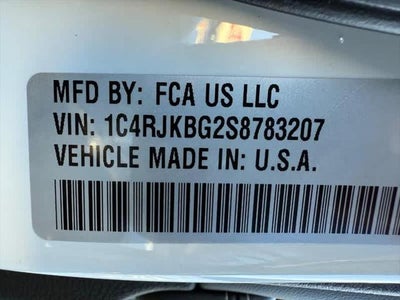 MFD BY: FCA US LLC
VIN: 1C4RJKBG2S8783207
VEHICLE MADE IN: U.S.A.